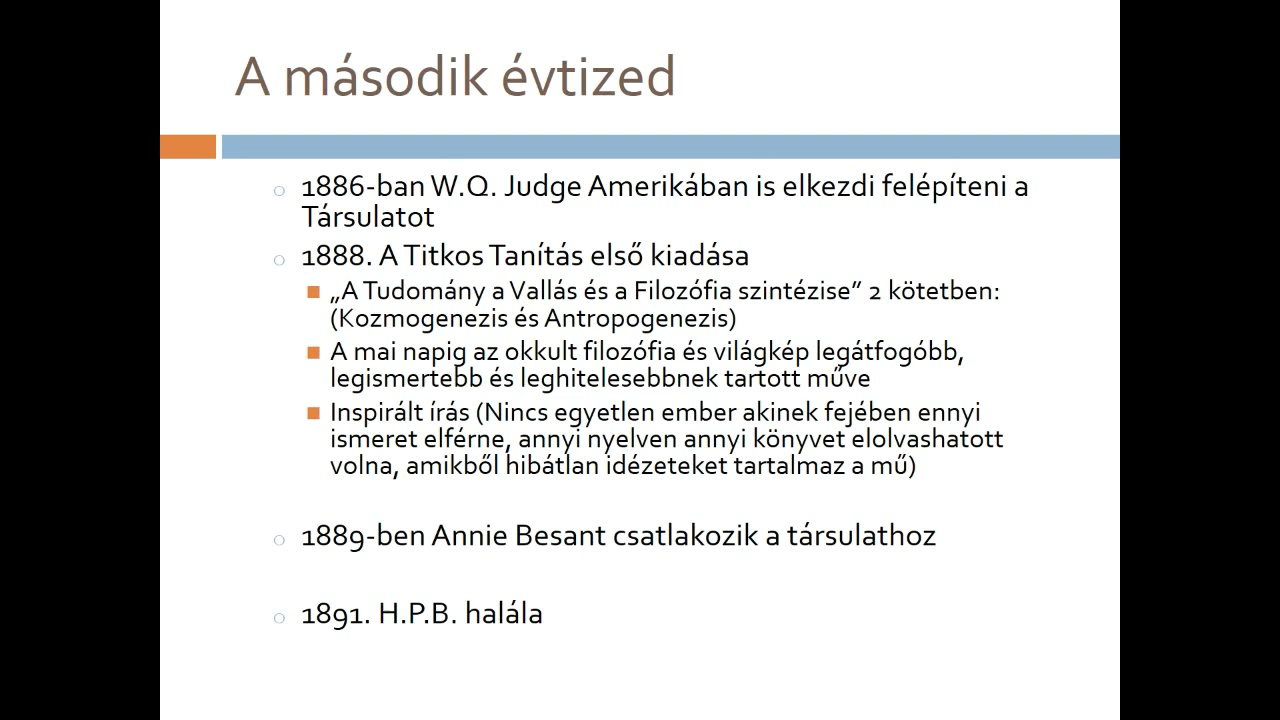 A második évtized
1886-ban W.Q. Judge Amerikában is elkezdi felépíteni a
Társulatot
1888. A Titkos Tanítás első kiadása
„A Tudomány a Vallás és a Filozófia szintézise” 2 kötetben:
(Kozmogenezis és Antropogenezis)
A mai napig az okkult filozófia és világkép legátfogóbb,
legismertebb és leghitelesebbnek tartott műve
Inspirált írás (Nincs egyetlen ember akinek fejében ennyi
ismeret elférne, annyi nyelven annyi könyvet elolvashatott
volna, amikből hibátlan idézeteket tartalmaz a mű)
1889-ben Annie Besant csatlakozik a társulathoz
1891. H.P.B. halála